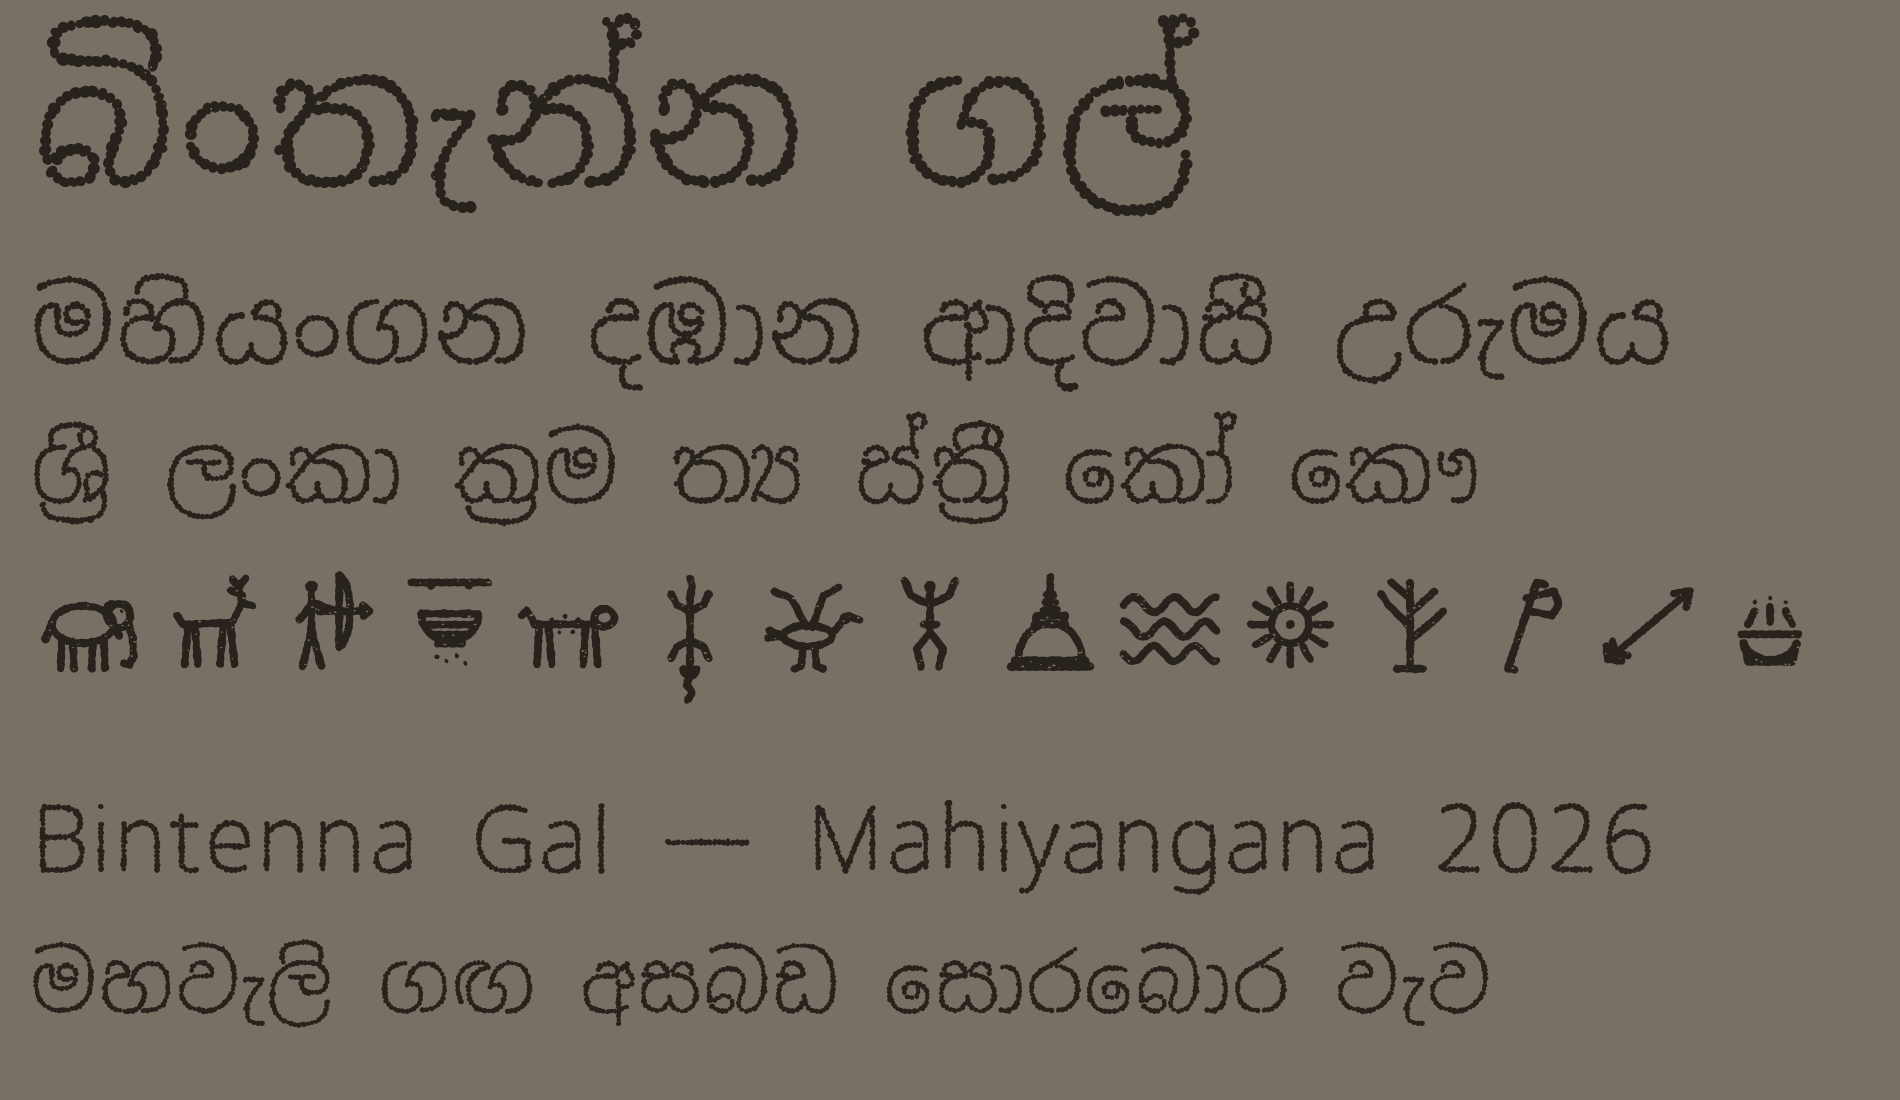 බින්තැන්න ගල්
මහියංගන දඹාන ආදිවාසී උරුමය
ශ්‍රී ලංකා ක්‍රම ත්‍ය ස්ත්‍රී කෝ කෞ
Bintenna Gal — Mahiyangana 2026
මහවැලි ගඟ අසබඩ සොරබොර වැව